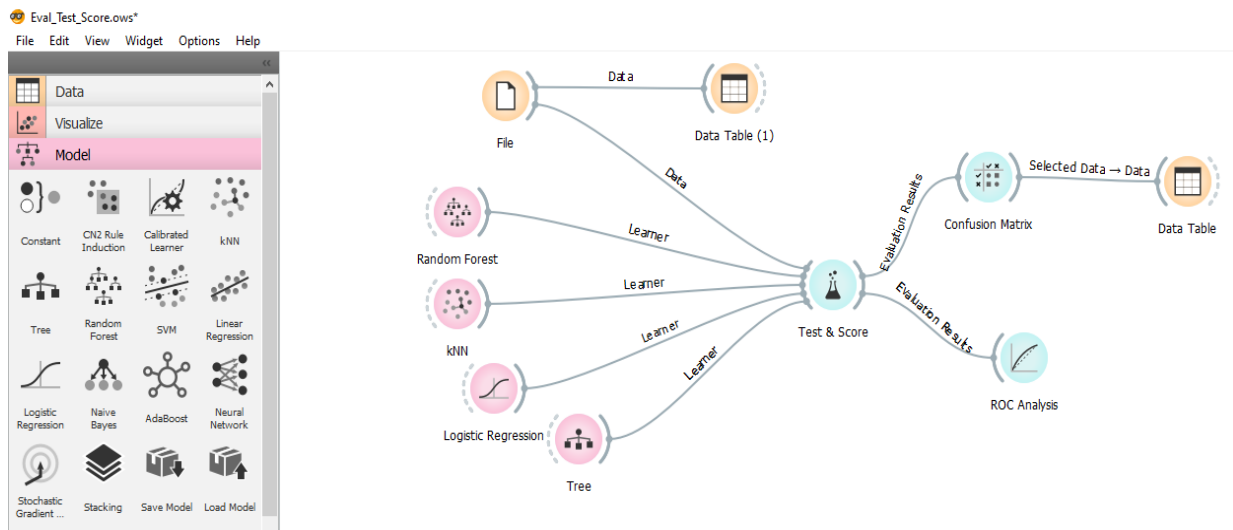 Eval_Test_Score.ows*
File Edit View Widget Options Help
«
Data
Visualize
Model
Constant
CN2 Rule
Induction
Calibrated
Learner
kNN
Tree
Random
Forest
SVM
Linear
Regression
Logistic
Regression
Naive
Bayes
AdaBoost
Neural
Network
Stochastic
Gradient ...
Stacking
Save Model
Load Model
Data
File
Data Table (1)
Data
Random Forest
Learner
kNN
Learner
Logistic Regression
Learner
Tree
Learner
Test & Score
Evaluation Results
Confusion Matrix
Selected Data → Data
Data Table
Evaluation Results
ROC Analysis